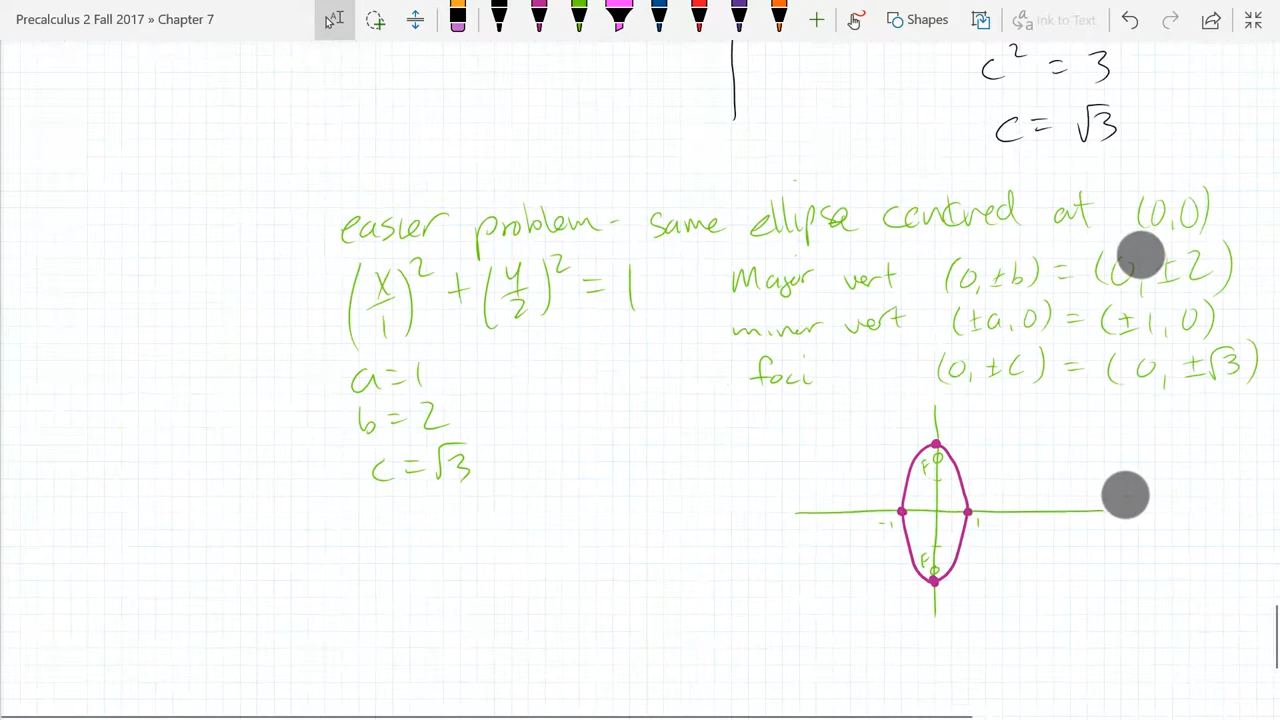 Precalculus 2 Fall 2017 » Chapter 7
Shapes
Ink to Text
c² = 3
c = √3
easier problem - same ellipse centred at (0,0)
(x/1)² + (y/2)² = 1
a = 1
b = 2
c = √3
Major vert (0, ±b) = (0, ±2)
minor vert (±a, 0) = (±1, 0)
foci (0, ±c) = (0, ±√3)
F
-1 1
F